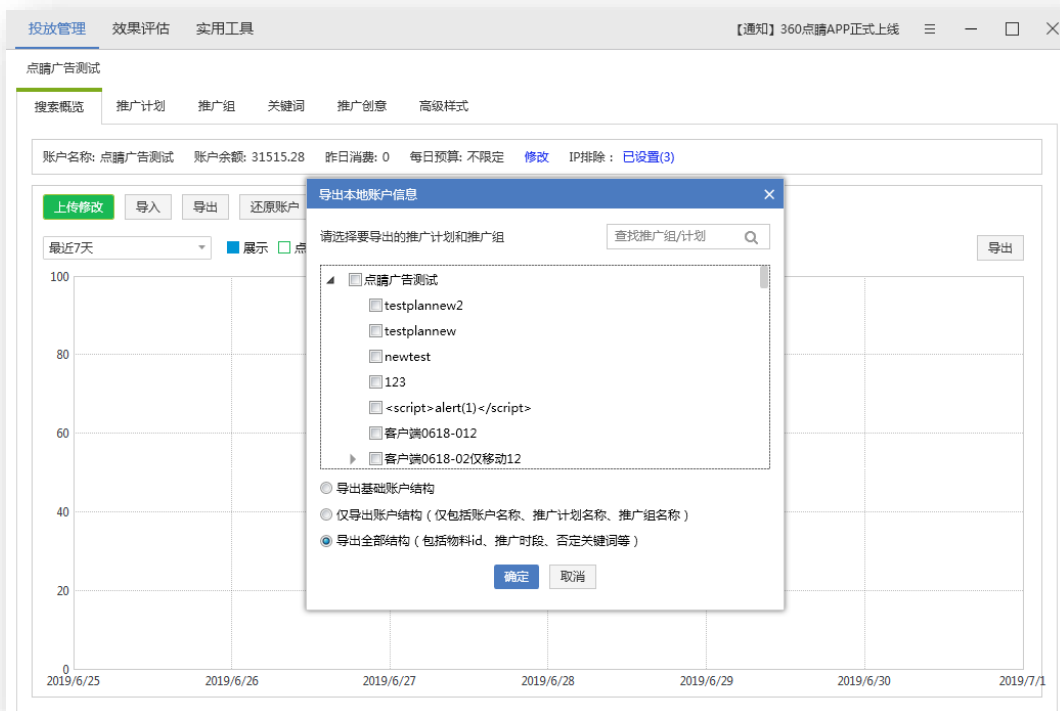 投放管理 效果评估 实用工具 【通知】360点睛APP正式上线
点睛广告测试
搜索概览 推广计划 推广组 关键词 推广创意 高级样式
账户名称: 点睛广告测试 账户余额: 31515.28 昨日消费: 0 每日预算: 不限定 修改 IP排除： 已设置(3)
上传修改 导入 导出 还原账户
最近7天 展示 点 导出
导出本地账户信息
请选择要导出的推广计划和推广组 查找推广组/计划
点睛广告测试
testplannew2
testplannew
newtest
123
<script>alert(1)</script>
客户端0618-012
客户端0618-02仅移动12
导出基础账户结构
仅导出账户结构（仅包括账户名称、推广计划名称、推广组名称）
导出全部结构（包括物料id、推广时段、否定关键词等）
确定 取消
100
80
60
40
20
0
2019/6/25 2019/6/26 2019/6/27 2019/6/28 2019/6/29 2019/6/30 2019/7/1